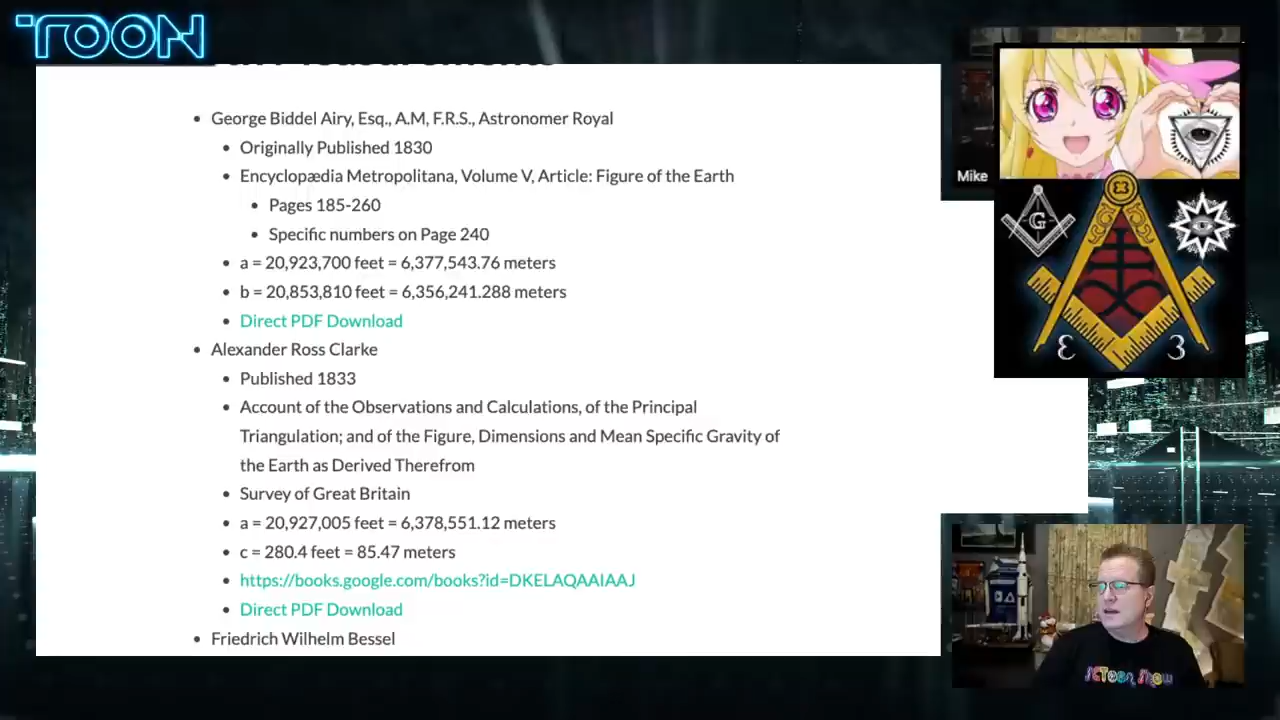 TOON
George Biddel Airy, Esq., A.M, F.R.S., Astronomer Royal
Originally Published 1830
Encyclopædia Metropolitana, Volume V, Article: Figure of the Earth
Pages 185-260
Specific numbers on Page 240
a = 20,923,700 feet = 6,377,543.76 meters
b = 20,853,810 feet = 6,356,241.288 meters
Direct PDF Download
Alexander Ross Clarke
Published 1833
Account of the Observations and Calculations, of the Principal
Triangulation; and of the Figure, Dimensions and Mean Specific Gravity of
the Earth as Derived Therefrom
Survey of Great Britain
a = 20,927,005 feet = 6,378,551.12 meters
c = 280.4 feet = 85.47 meters
https://books.google.com/books?id=DKELAQAAIAAJ
Direct PDF Download
Friedrich Wilhelm Bessel
Mike
G
Ɛ 3